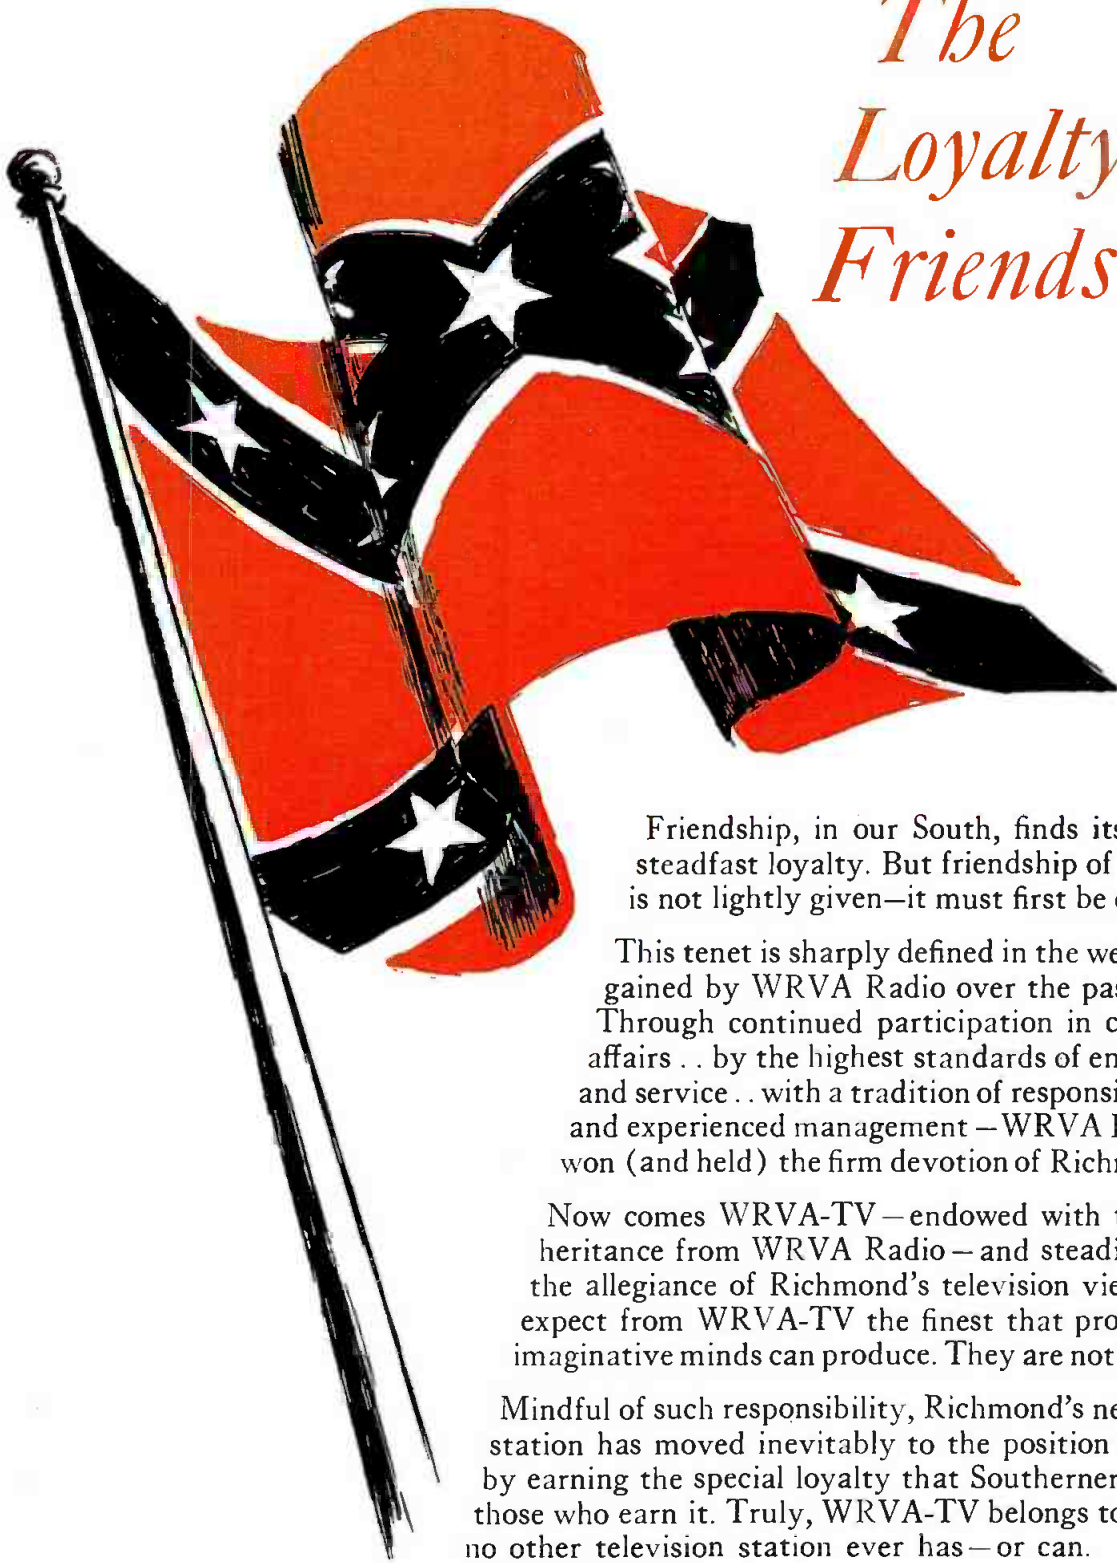 The
Loyalty
Friends
Friendship, in our South, finds its
steadfast loyalty. But friendship of
is not lightly given—it must first be
This tenet is sharply defined in the
gained by WRVA Radio over the
Through continued participation in
affairs . . by the highest standards of
and service . . with a tradition of
and experienced management — WRVA
won (and held) the firm devotion of
Now comes WRVA-TV — endowed with
heritance from WRVA Radio — and
the allegiance of Richmond's television
expect from WRVA-TV the finest that
imaginative minds can produce. They are not
Mindful of such responsibility, Richmond's
station has moved inevitably to the position
by earning the special loyalty that
those who earn it. Truly, WRVA-TV belongs
no other television station ever has — or can.